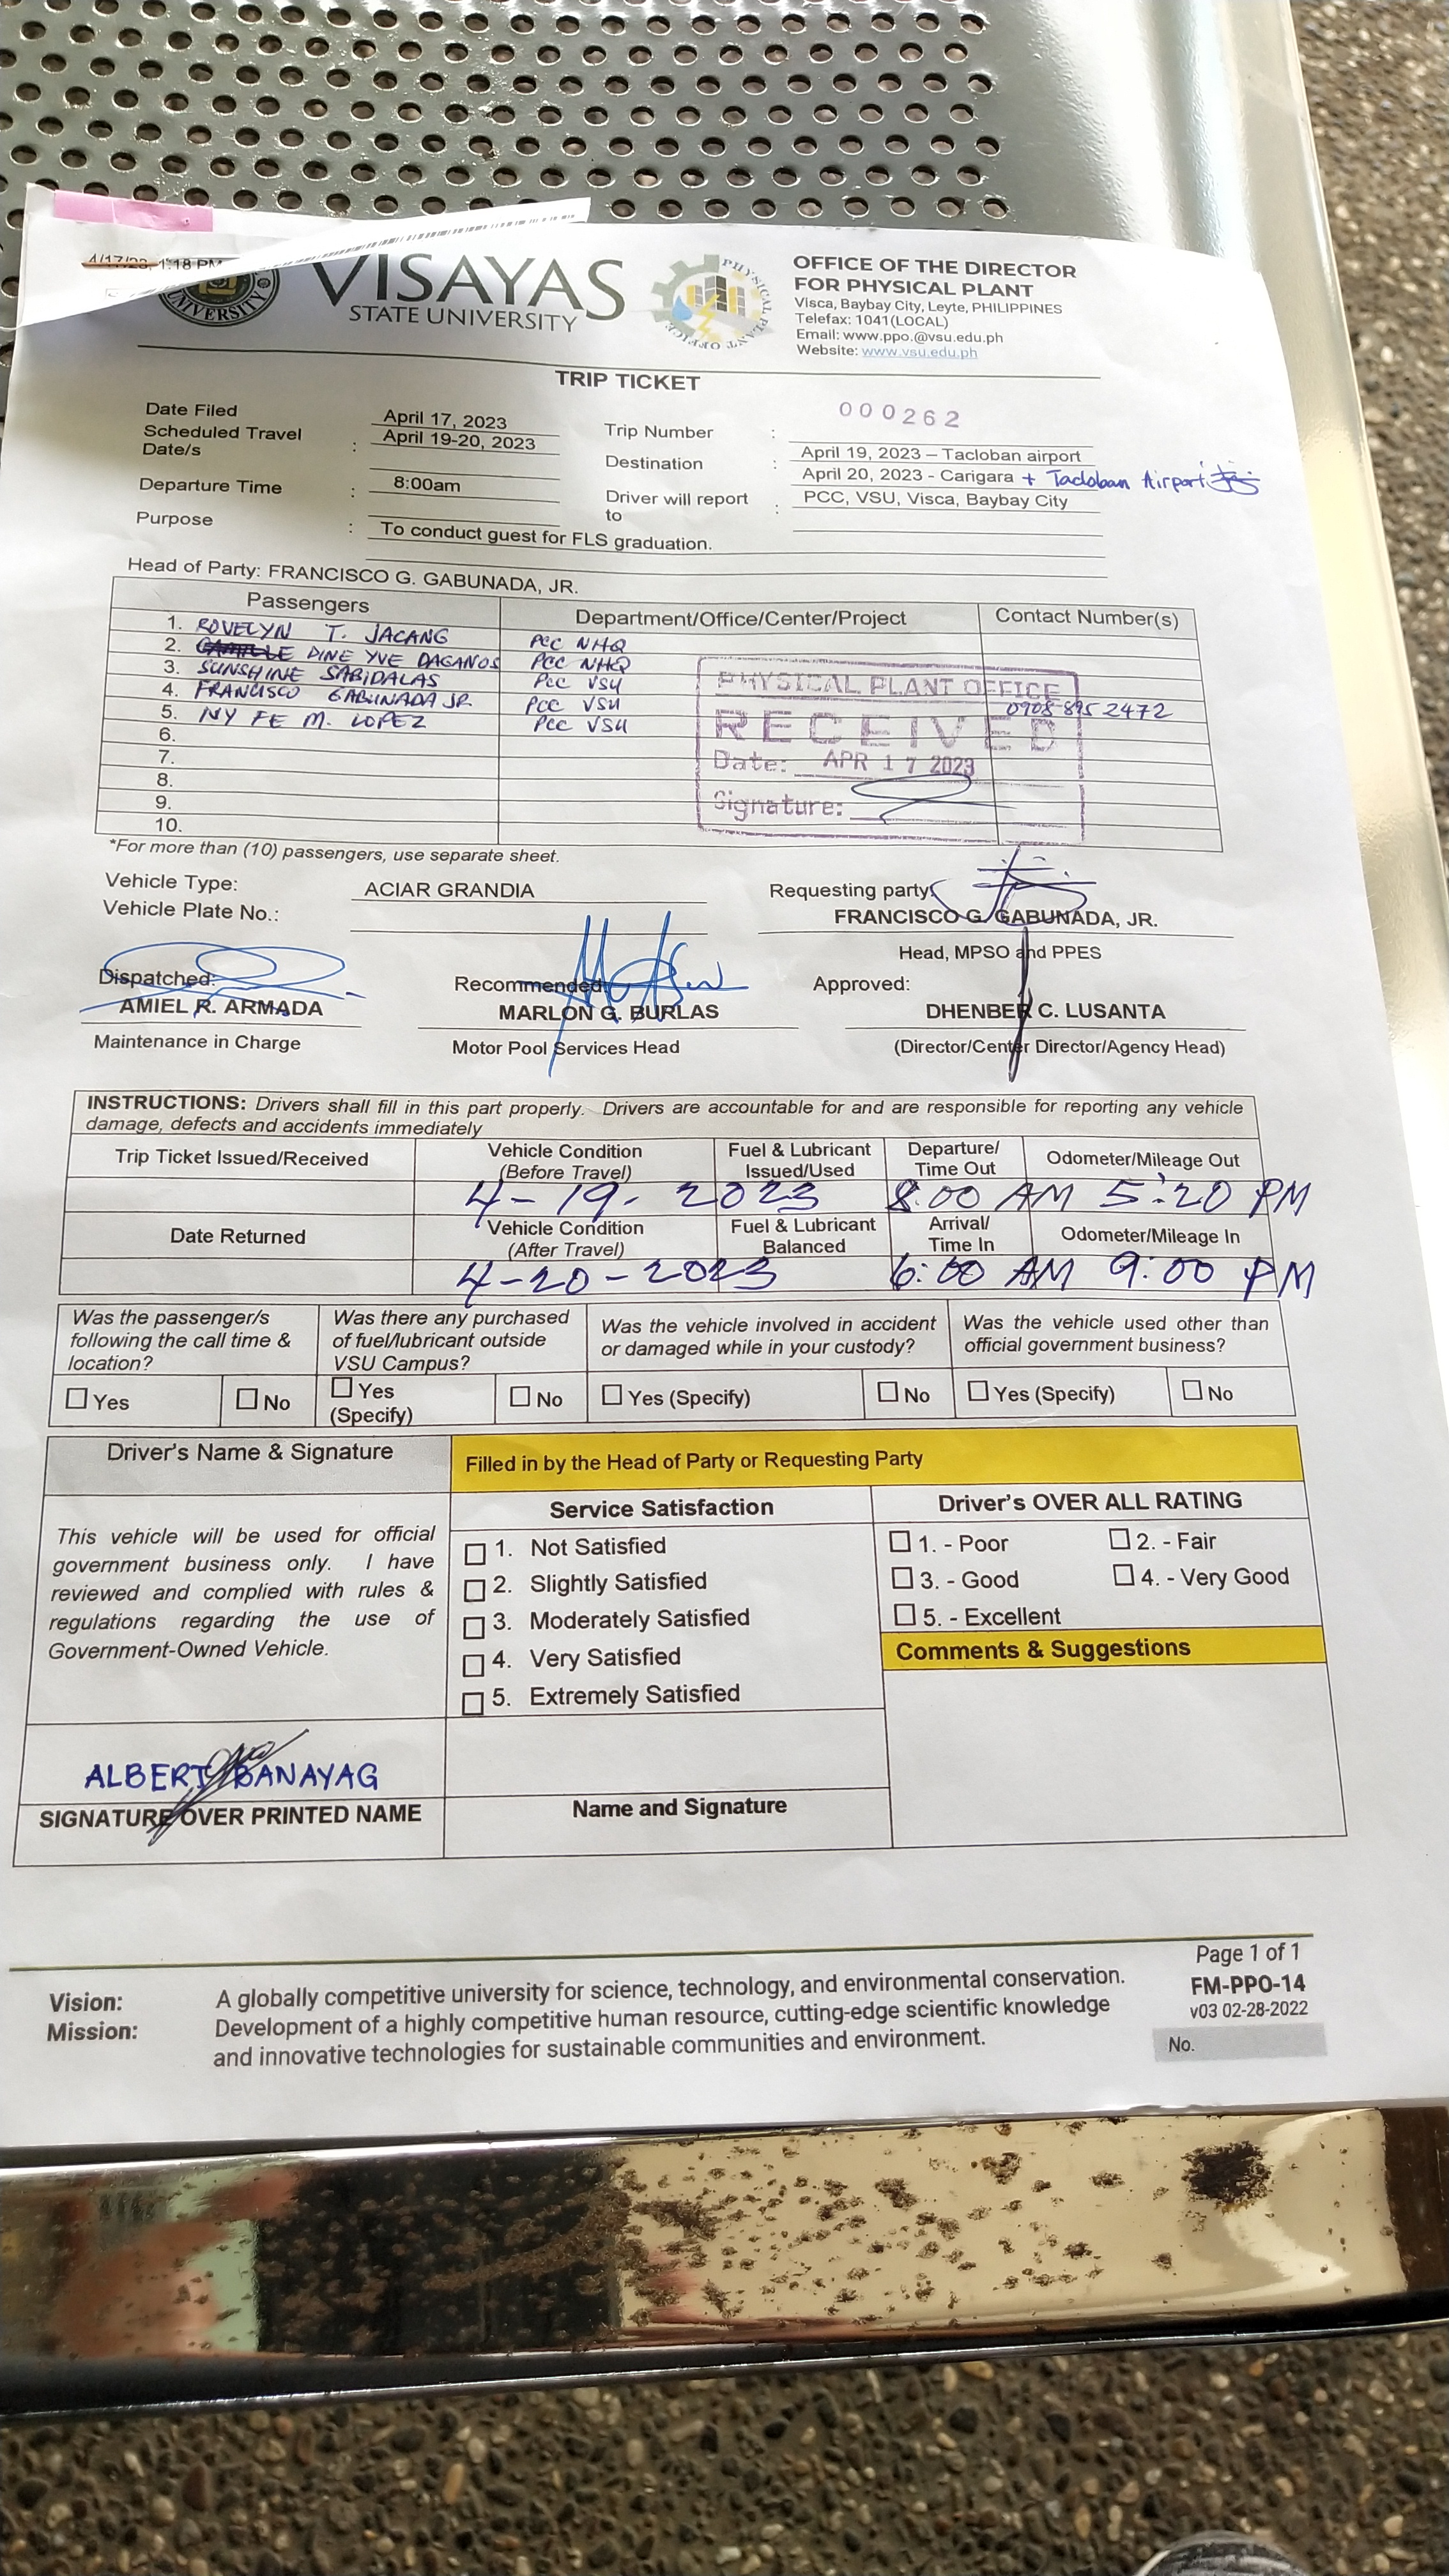 4/17/23, 1:18 PM
UNIVERSITY
VISAYAS
STATE UNIVERSITY
PHYSICAL PLANT OFFICE
OFFICE OF THE DIRECTOR
FOR PHYSICAL PLANT
Visca, Baybay City, Leyte, PHILIPPINES
Telefax: 1041(LOCAL)
Email: www.ppo.@vsu.edu.ph
Website: www.vsu.edu.ph
TRIP TICKET
Date Filed April 17, 2023 Trip Number : 000262
Scheduled Travel Date/s : April 19-20, 2023 Destination : April 19, 2023 – Tacloban airport
April 20, 2023 - Carigara + Tacloban Airport
Departure Time : 8:00am Driver will report to : PCC, VSU, Visca, Baybay City
Purpose : To conduct guest for FLS graduation.
Head of Party: FRANCISCO G. GABUNADA, JR.
Passengers Department/Office/Center/Project Contact Number(s)
1. ROVELYN T. JACANG PCC NHQ
2. DINE YVE DAGANOS PCC NHQ
3. SUNSHINE SABIDALAS PCC VSU
4. FRANCISCO GABUNADA JR. PCC VSU 0908 895 2472
5. NY FE M. LOPEZ PCC VSU
6.
7.
8.
9.
10.
PHYSICAL PLANT OFFICE
RECEIVED
Date: APR 17 2023
Signature:
*For more than (10) passengers, use separate sheet.
Vehicle Type: ACIAR GRANDIA Requesting party:
Vehicle Plate No.: FRANCISCO G. GABUNADA, JR.
Head, MPSO and PPES
Dispatched: Recommended: Approved:
AMIEL R. ARMADA MARLON G. BURLAS DHENBER C. LUSANTA
Maintenance in Charge Motor Pool Services Head (Director/Center Director/Agency Head)
INSTRUCTIONS: Drivers shall fill in this part properly. Drivers are accountable for and are responsible for reporting any vehicle
damage, defects and accidents immediately
Trip Ticket Issued/Received Vehicle Condition (Before Travel) Fuel & Lubricant Issued/Used Departure/ Time Out Odometer/Mileage Out
4-19-2023 8:00 AM 5:20 PM
Date Returned Vehicle Condition (After Travel) Fuel & Lubricant Balanced Arrival/ Time In Odometer/Mileage In
4-20-2023 6:00 AM 9:00 PM
Was the passenger/s following the call time & location?
Yes No
Was there any purchased of fuel/lubricant outside VSU Campus?
Yes (Specify) No
Was the vehicle involved in accident or damaged while in your custody?
Yes (Specify) No
Was the vehicle used other than official government business?
Yes (Specify) No
Driver's Name & Signature
This vehicle will be used for official
government business only. I have
reviewed and complied with rules &
regulations regarding the use of
Government-Owned Vehicle.
ALBERT BANAYAG
SIGNATURE OVER PRINTED NAME
Filled in by the Head of Party or Requesting Party
Service Satisfaction
1. Not Satisfied
2. Slightly Satisfied
3. Moderately Satisfied
4. Very Satisfied
5. Extremely Satisfied
Name and Signature
Driver's OVER ALL RATING
1. - Poor 2. - Fair
3. - Good 4. - Very Good
5. - Excellent
Comments & Suggestions
Vision: A globally competitive university for science, technology, and environmental conservation.
Mission: Development of a highly competitive human resource, cutting-edge scientific knowledge
and innovative technologies for sustainable communities and environment.
Page 1 of 1
FM-PPO-14
v03 02-28-2022
No.